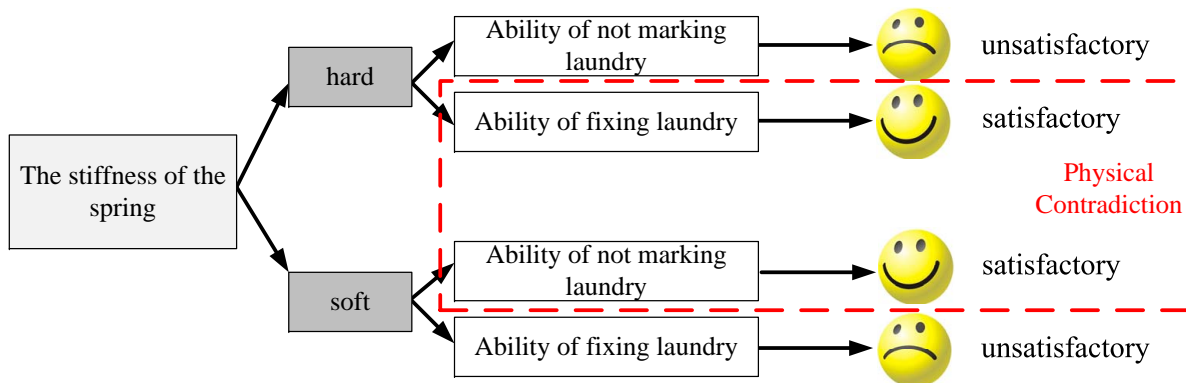 The stiffness of the
spring
hard
soft
Ability of not marking
laundry
unsatisfactory
Ability of fixing laundry
satisfactory
Physical
Contradiction
Ability of not marking
laundry
satisfactory
Ability of fixing laundry
unsatisfactory